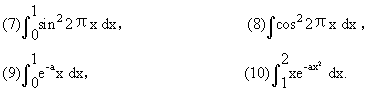 (7)∫₀¹sin²2πx dx, (8)∫cos²2πx dx,
(9)∫₀¹e⁻ᵃx dx, (10)∫₁²xe^(-ax²) dx.